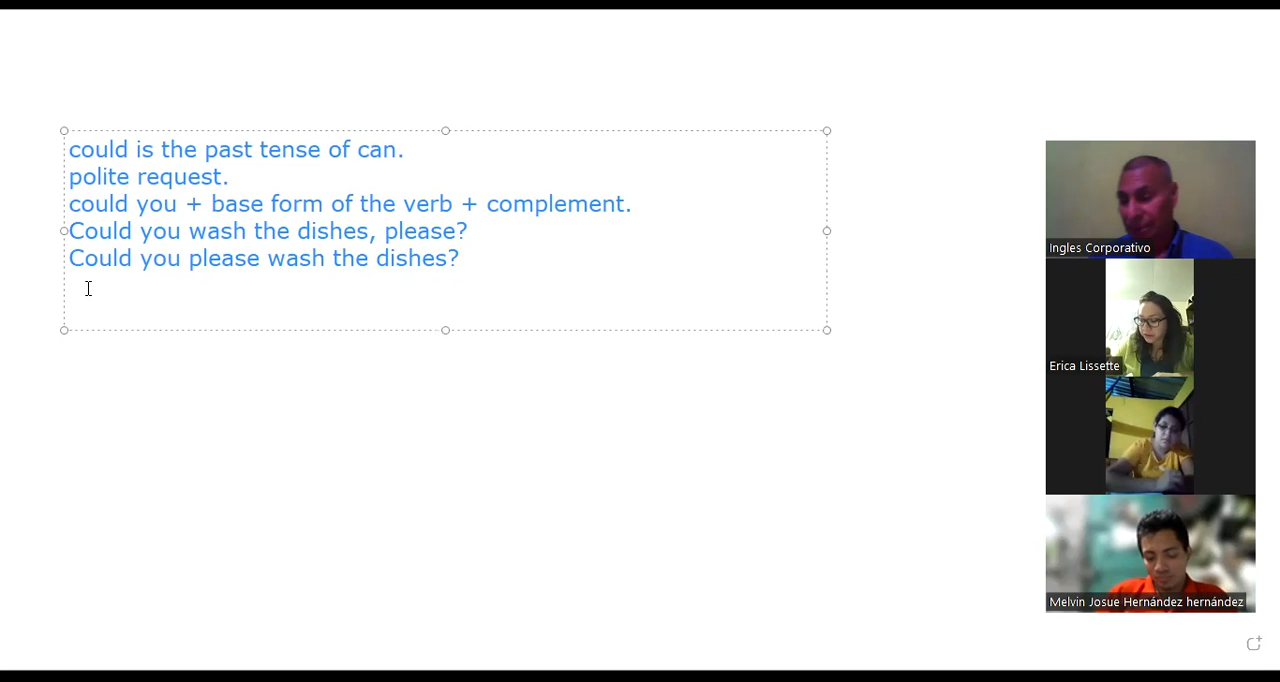 could is the past tense of can.
polite request.
could you + base form of the verb + complement.
Could you wash the dishes, please?
Could you please wash the dishes?
Ingles Corporativo
Erica Lissette
Melvin Josue Hernández hernández